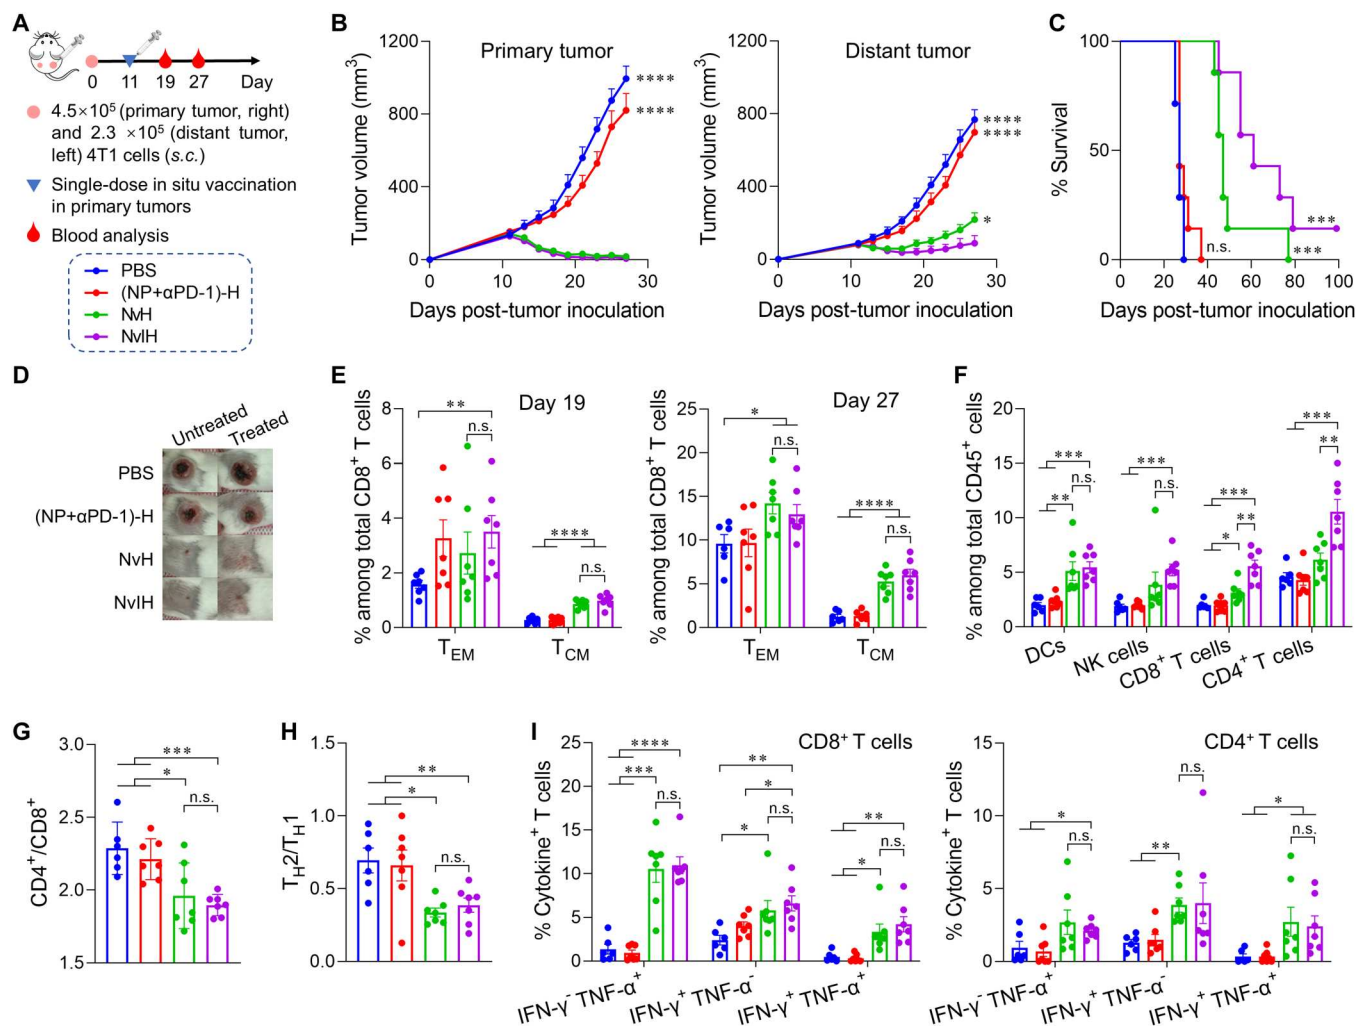 A
0 11 19 27 Day
4.5×10⁵ (primary tumor, right)
and 2.3 ×10⁵ (distant tumor,
left) 4T1 cells (s.c.)
Single-dose in situ vaccination
in primary tumors
Blood analysis
PBS
(NP+αPD-1)-H
NvH
NvIH
B
Primary tumor
Tumor volume (mm³)
1200
800
400
0
0 10 20 30
Days post-tumor inoculation
****
****
Distant tumor
Tumor volume (mm³)
1200
800
400
0
0 10 20 30
Days post-tumor inoculation
****
****
*
C
% Survival
100
50
0
0 20 40 60 80 100
Days post-tumor inoculation
n.s.
***
***
D
Untreated Treated
PBS
(NP+αPD-1)-H
NvH
NvIH
E
Day 19
% among total CD8⁺ T cells
8
6
4
2
0
**
n.s.
****
n.s.
T_EM T_CM
Day 27
% among total CD8⁺ T cells
25
20
15
10
5
0
*
n.s.
****
n.s.
T_EM T_CM
F
% among total CD45⁺ cells
20
15
10
5
0
***
**
n.s.
***
n.s.
***
*
**
***
**
DCs
NK cells
CD8⁺ T cells
CD4⁺ T cells
G
CD4⁺/CD8⁺
3.0
2.5
2.0
1.5
***
*
n.s.
H
T_H2/T_H1
1.5
1.0
0.5
0.0
**
*
n.s.
I
CD8⁺ T cells
% Cytokine⁺ T cells
25
20
15
10
5
0
****
***
n.s.
**
*
n.s.
*
**
n.s.
*
IFN-γ⁻ TNF-α⁺
IFN-γ⁺ TNF-α⁻
IFN-γ⁺ TNF-α⁺
CD4⁺ T cells
% Cytokine⁺ T cells
15
10
5
0
*
n.s.
**
n.s.
*
n.s.
IFN-γ⁻ TNF-α⁺
IFN-γ⁺ TNF-α⁻
IFN-γ⁺ TNF-α⁺